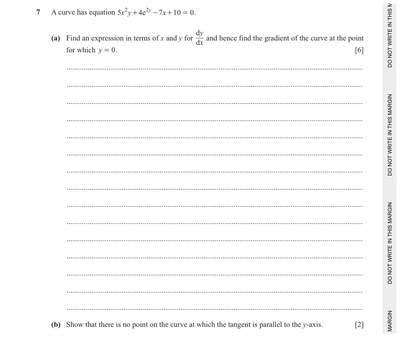 7 A curve has equation 5x²y + 4e²ʸ − 7x + 10 = 0.
(a) Find an expression in terms of x and y for dy/dx and hence find the gradient of the curve at the point
for which y = 0. [6]
(b) Show that there is no point on the curve at which the tangent is parallel to the y-axis. [2]
DO NOT WRITE IN THIS M
DO NOT WRITE IN THIS MARGIN
DO NOT WRITE IN THIS MARGIN
MARGIN